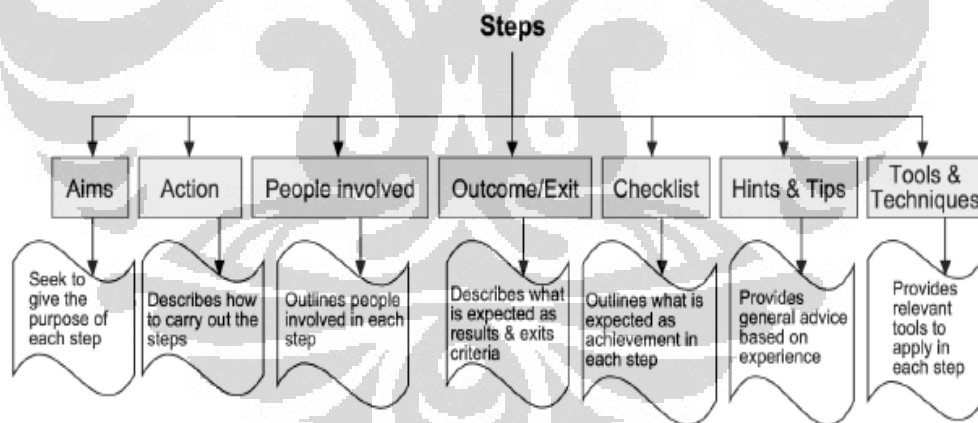 Steps
Aims
Action
People involved
Outcome/Exit
Checklist
Hints & Tips
Tools &
Techniques
Seek to
give the
purpose of
each step
Describes how
to carry out the
steps
Outlines people
involved in each
step
Describes what
is expected as
results & exits
criteria
Outlines what is
expected as
achievement in
each step
Provides
general advice
based on
experience
Provides
relevant
tools to
apply in
each step